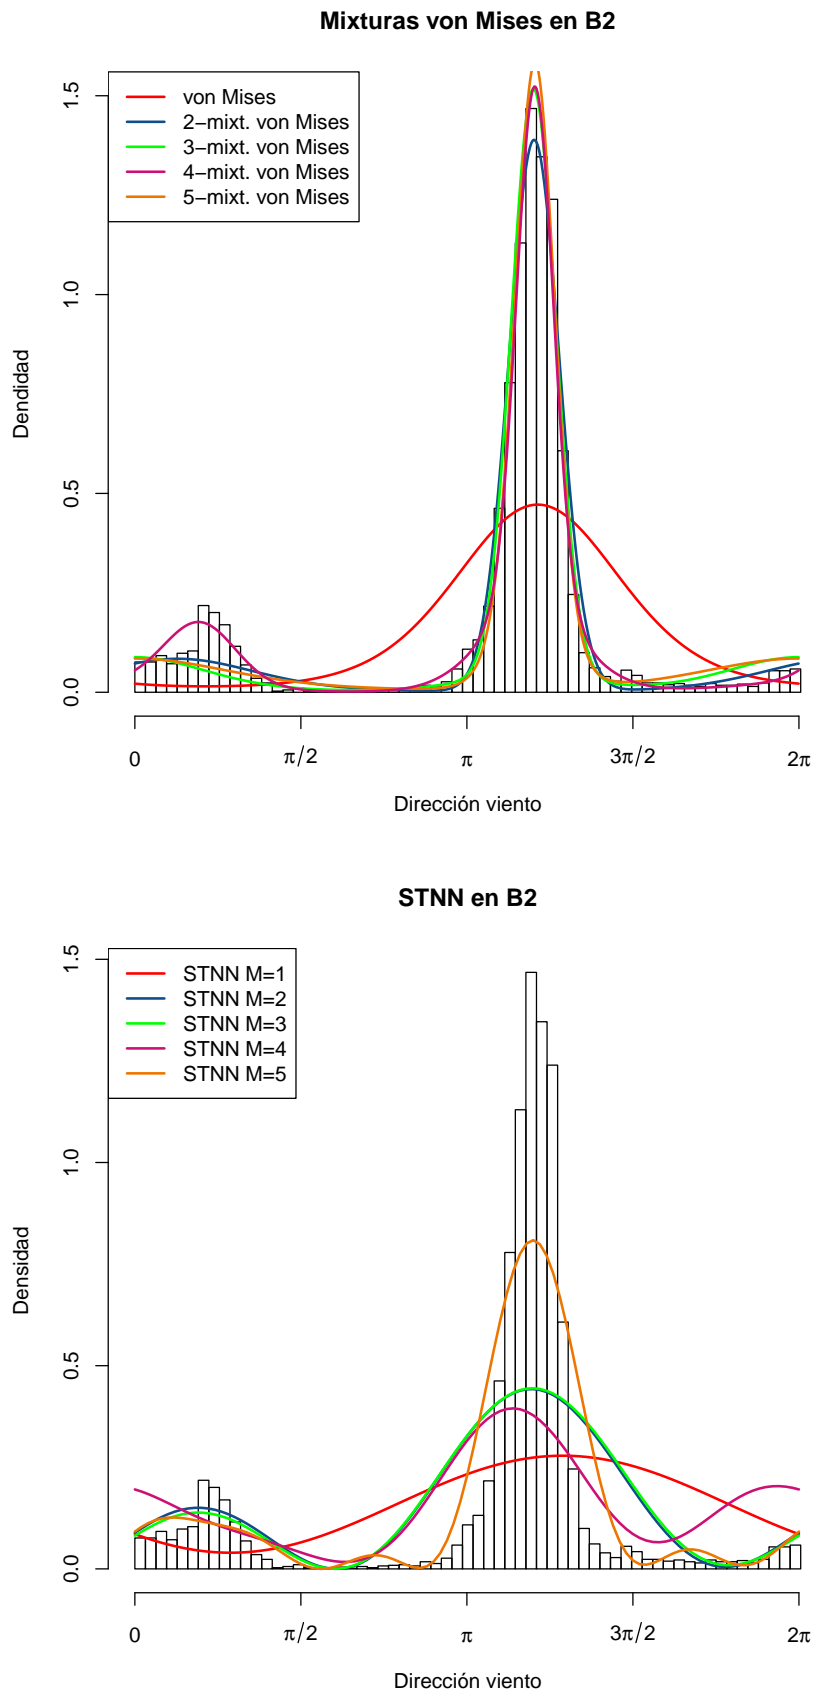 Mixturas von Mises en B2
von Mises
2−mixt. von Mises
3−mixt. von Mises
4−mixt. von Mises
5−mixt. von Mises
1.5
1.0
0.5
0.0
Dendidad
0 π/2 π 3π/2 2π
Dirección viento
STNN en B2
STNN M=1
STNN M=2
STNN M=3
STNN M=4
STNN M=5
1.5
1.0
0.5
0.0
Densidad
0 π/2 π 3π/2 2π
Dirección viento